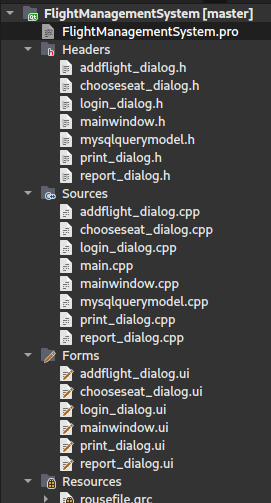 FlightManagementSystem [master]
FlightManagementSystem.pro
Headers
addflight_dialog.h
chooseseat_dialog.h
login_dialog.h
mainwindow.h
mysqlquerymodel.h
print_dialog.h
report_dialog.h
Sources
addflight_dialog.cpp
chooseseat_dialog.cpp
login_dialog.cpp
main.cpp
mainwindow.cpp
mysqlquerymodel.cpp
print_dialog.cpp
report_dialog.cpp
Forms
addflight_dialog.ui
chooseseat_dialog.ui
login_dialog.ui
mainwindow.ui
print_dialog.ui
report_dialog.ui
Resources
rousefile.qrc